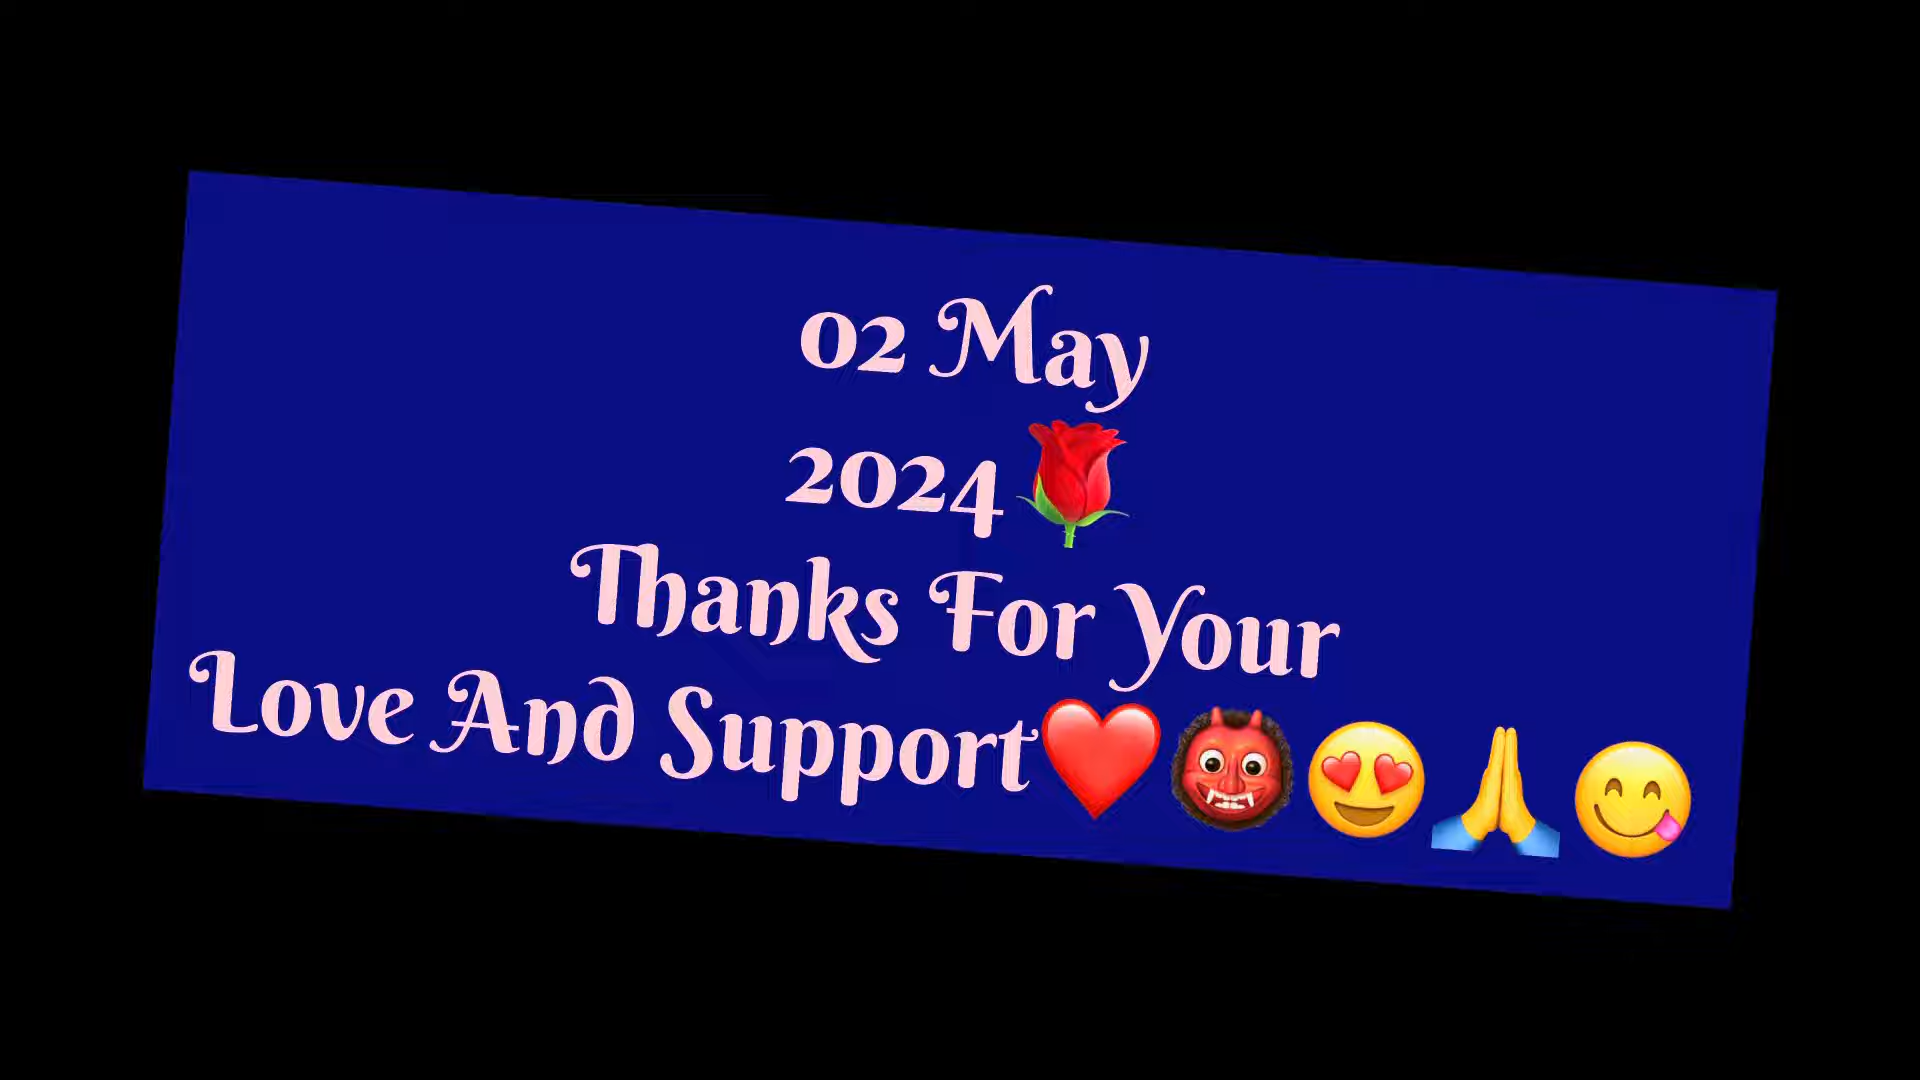 02 May
2024🌹
Thanks For Your
Love And Support❤️👹😍🙏😋